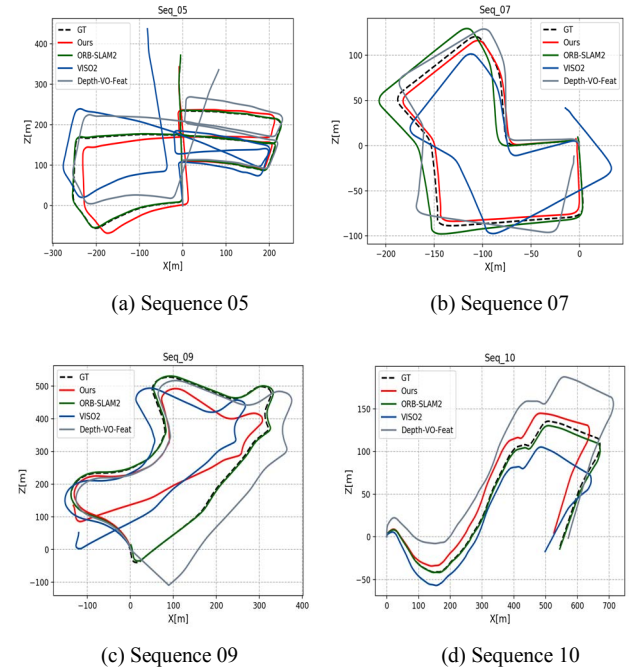 Seq_05
GT
Ours
ORB-SLAM2
VISO2
Depth-VO-Feat
Z[m]
400
300
200
100
0
−300 −200 −100 0 100 200
X[m]
(a) Sequence 05
Seq_07
GT
Ours
ORB-SLAM2
VISO2
Depth-VO-Feat
Z[m]
100
50
0
−50
−100
−200 −150 −100 −50 0
X[m]
(b) Sequence 07
Seq_09
GT
Ours
ORB-SLAM2
VISO2
Depth-VO-Feat
Z[m]
500
400
300
200
100
0
−100
−100 0 100 200 300 400
X[m]
(c) Sequence 09
Seq_10
GT
Ours
ORB-SLAM2
VISO2
Depth-VO-Feat
Z[m]
150
100
50
0
−50
0 100 200 300 400 500 600 700
X[m]
(d) Sequence 10